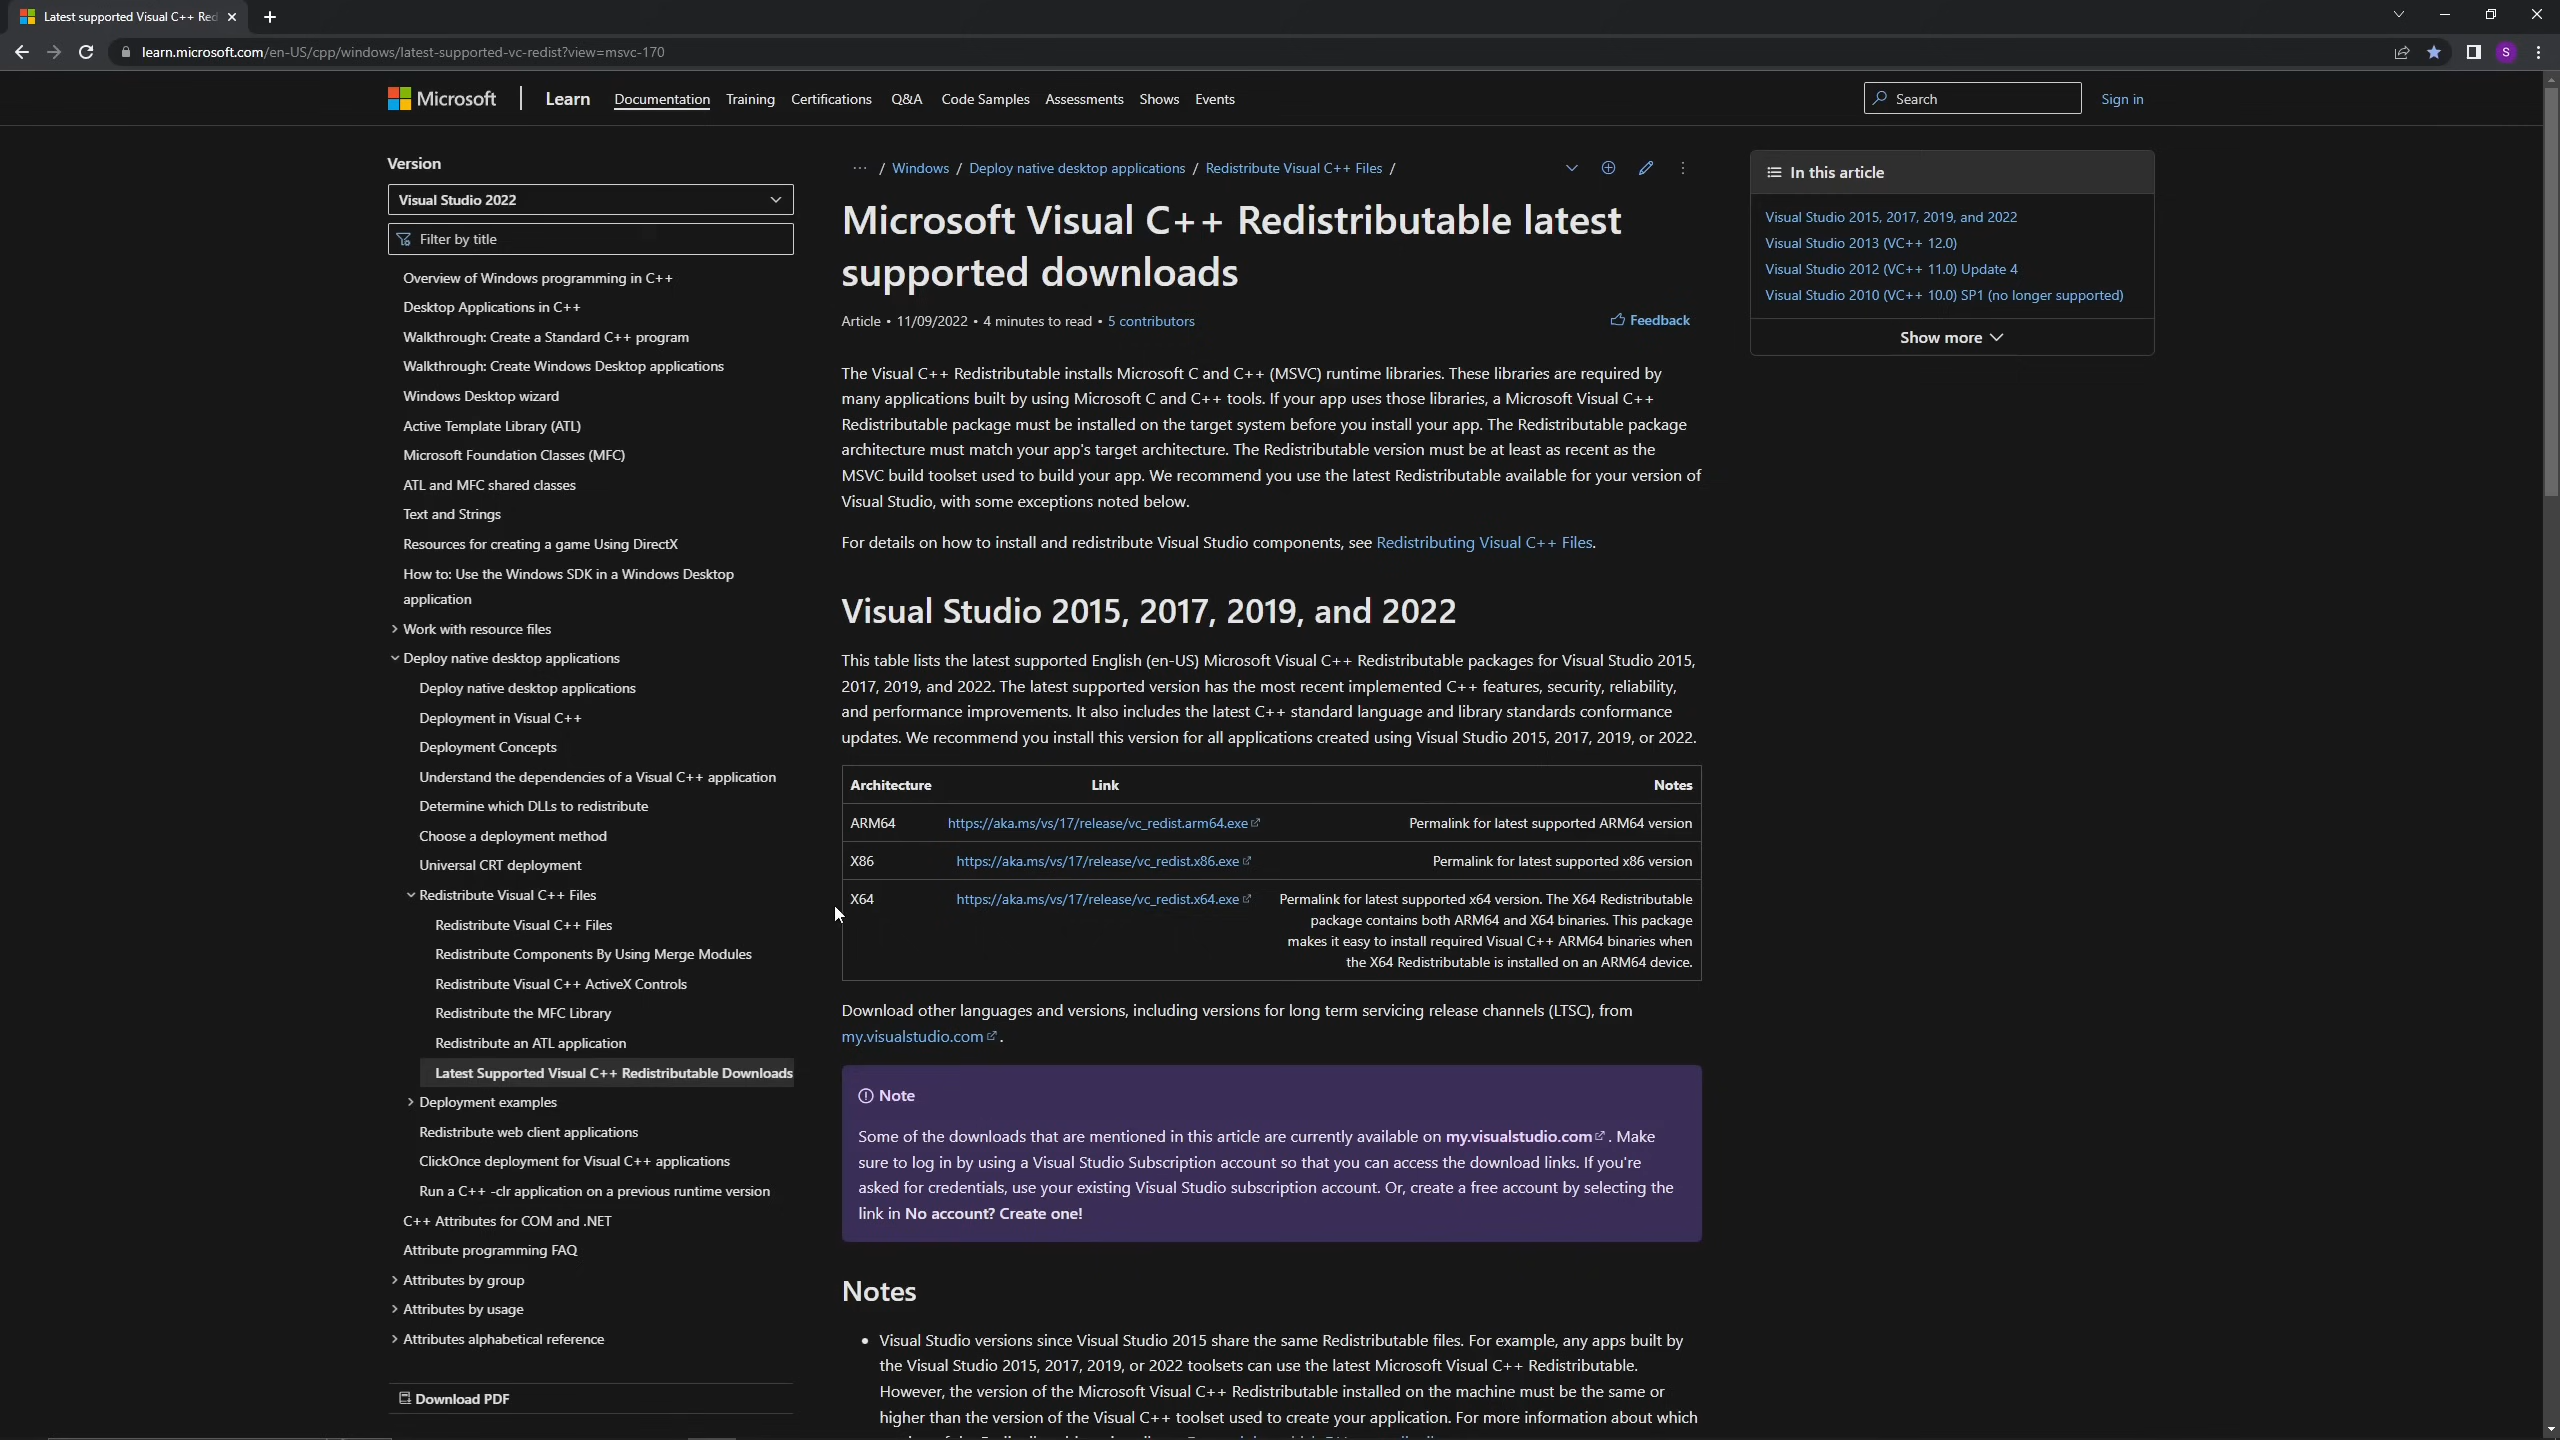 Latest supported Visual C++ Red
learn.microsoft.com/en-US/cpp/windows/latest-supported-vc-redist?view=msvc-170
S
Microsoft
Learn
Documentation
Training
Certifications
Q&A
Code Samples
Assessments
Shows
Events
Search
Sign in
Version
Visual Studio 2022
Filter by title
Overview of Windows programming in C++
Desktop Applications in C++
Walkthrough: Create a Standard C++ program
Walkthrough: Create Windows Desktop applications
Windows Desktop wizard
Active Template Library (ATL)
Microsoft Foundation Classes (MFC)
ATL and MFC shared classes
Text and Strings
Resources for creating a game Using DirectX
How to: Use the Windows SDK in a Windows Desktop
application
Work with resource files
Deploy native desktop applications
Deploy native desktop applications
Deployment in Visual C++
Deployment Concepts
Understand the dependencies of a Visual C++ application
Determine which DLLs to redistribute
Choose a deployment method
Universal CRT deployment
Redistribute Visual C++ Files
Redistribute Visual C++ Files
Redistribute Components By Using Merge Modules
Redistribute Visual C++ ActiveX Controls
Redistribute the MFC Library
Redistribute an ATL application
Latest Supported Visual C++ Redistributable Downloads
Deployment examples
Redistribute web client applications
ClickOnce deployment for Visual C++ applications
Run a C++ -clr application on a previous runtime version
C++ Attributes for COM and .NET
Attribute programming FAQ
Attributes by group
Attributes by usage
Attributes alphabetical reference
Download PDF
··· / Windows / Deploy native desktop applications / Redistribute Visual C++ Files /
Microsoft Visual C++ Redistributable latest
supported downloads
Article • 11/09/2022 • 4 minutes to read • 5 contributors
Feedback
The Visual C++ Redistributable installs Microsoft C and C++ (MSVC) runtime libraries. These libraries are required by
many applications built by using Microsoft C and C++ tools. If your app uses those libraries, a Microsoft Visual C++
Redistributable package must be installed on the target system before you install your app. The Redistributable package
architecture must match your app's target architecture. The Redistributable version must be at least as recent as the
MSVC build toolset used to build your app. We recommend you use the latest Redistributable available for your version of
Visual Studio, with some exceptions noted below.
For details on how to install and redistribute Visual Studio components, see Redistributing Visual C++ Files.
Visual Studio 2015, 2017, 2019, and 2022
This table lists the latest supported English (en-US) Microsoft Visual C++ Redistributable packages for Visual Studio 2015,
2017, 2019, and 2022. The latest supported version has the most recent implemented C++ features, security, reliability,
and performance improvements. It also includes the latest C++ standard language and library standards conformance
updates. We recommend you install this version for all applications created using Visual Studio 2015, 2017, 2019, or 2022.
Architecture Link Notes
ARM64 https://aka.ms/vs/17/release/vc_redist.arm64.exe Permalink for latest supported ARM64 version
X86 https://aka.ms/vs/17/release/vc_redist.x86.exe Permalink for latest supported x86 version
X64 https://aka.ms/vs/17/release/vc_redist.x64.exe Permalink for latest supported x64 version. The X64 Redistributable
package contains both ARM64 and X64 binaries. This package
makes it easy to install required Visual C++ ARM64 binaries when
the X64 Redistributable is installed on an ARM64 device.
Download other languages and versions, including versions for long term servicing release channels (LTSC), from
my.visualstudio.com .
Note
Some of the downloads that are mentioned in this article are currently available on my.visualstudio.com . Make
sure to log in by using a Visual Studio Subscription account so that you can access the download links. If you're
asked for credentials, use your existing Visual Studio subscription account. Or, create a free account by selecting the
link in No account? Create one!
Notes
• Visual Studio versions since Visual Studio 2015 share the same Redistributable files. For example, any apps built by
the Visual Studio 2015, 2017, 2019, or 2022 toolsets can use the latest Microsoft Visual C++ Redistributable.
However, the version of the Microsoft Visual C++ Redistributable installed on the machine must be the same or
higher than the version of the Visual C++ toolset used to create your application. For more information about which
In this article
Visual Studio 2015, 2017, 2019, and 2022
Visual Studio 2013 (VC++ 12.0)
Visual Studio 2012 (VC++ 11.0) Update 4
Visual Studio 2010 (VC++ 10.0) SP1 (no longer supported)
Show more